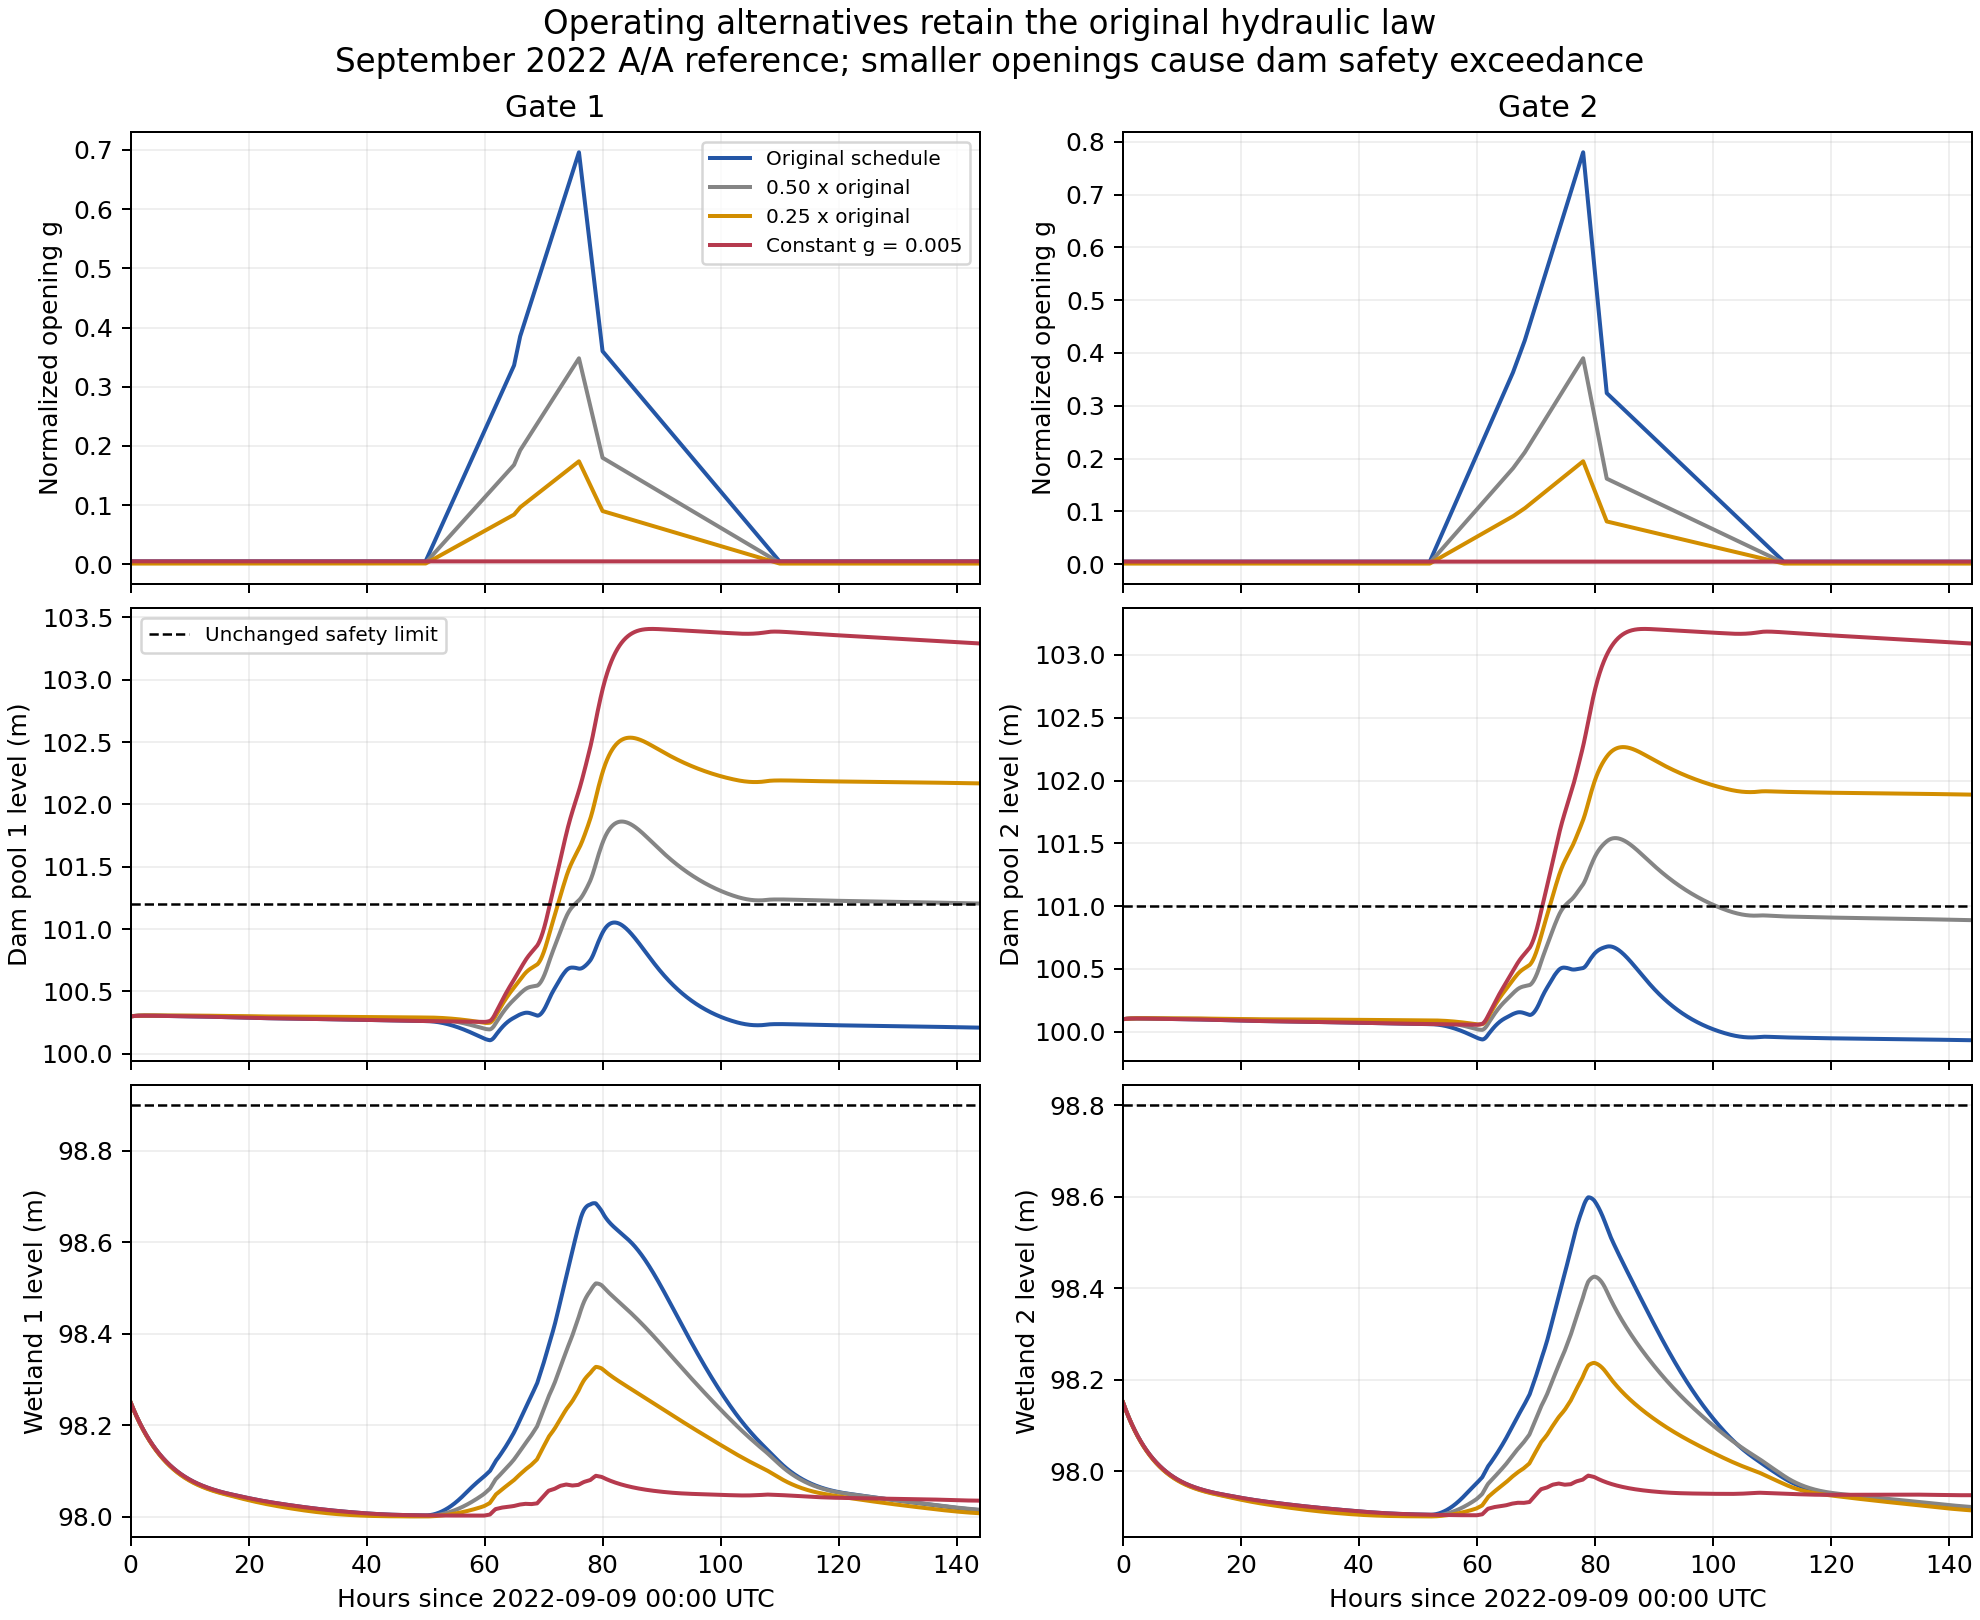 Operating alternatives retain the original hydraulic law
September 2022 A/A reference; smaller openings cause dam safety exceedance
Gate 1
Normalized opening g
0.7
0.6
0.5
0.4
0.3
0.2
0.1
0.0
Original schedule
0.50 x original
0.25 x original
Constant g = 0.005
Gate 2
Normalized opening g
0.8
0.7
0.6
0.5
0.4
0.3
0.2
0.1
0.0
Dam pool 1 level (m)
103.5
103.0
102.5
102.0
101.5
101.0
100.5
100.0
Unchanged safety limit
Dam pool 2 level (m)
103.0
102.5
102.0
101.5
101.0
100.5
100.0
Wetland 1 level (m)
98.8
98.6
98.4
98.2
98.0
0 20 40 60 80 100 120 140
Hours since 2022-09-09 00:00 UTC
Wetland 2 level (m)
98.8
98.6
98.4
98.2
98.0
0 20 40 60 80 100 120 140
Hours since 2022-09-09 00:00 UTC